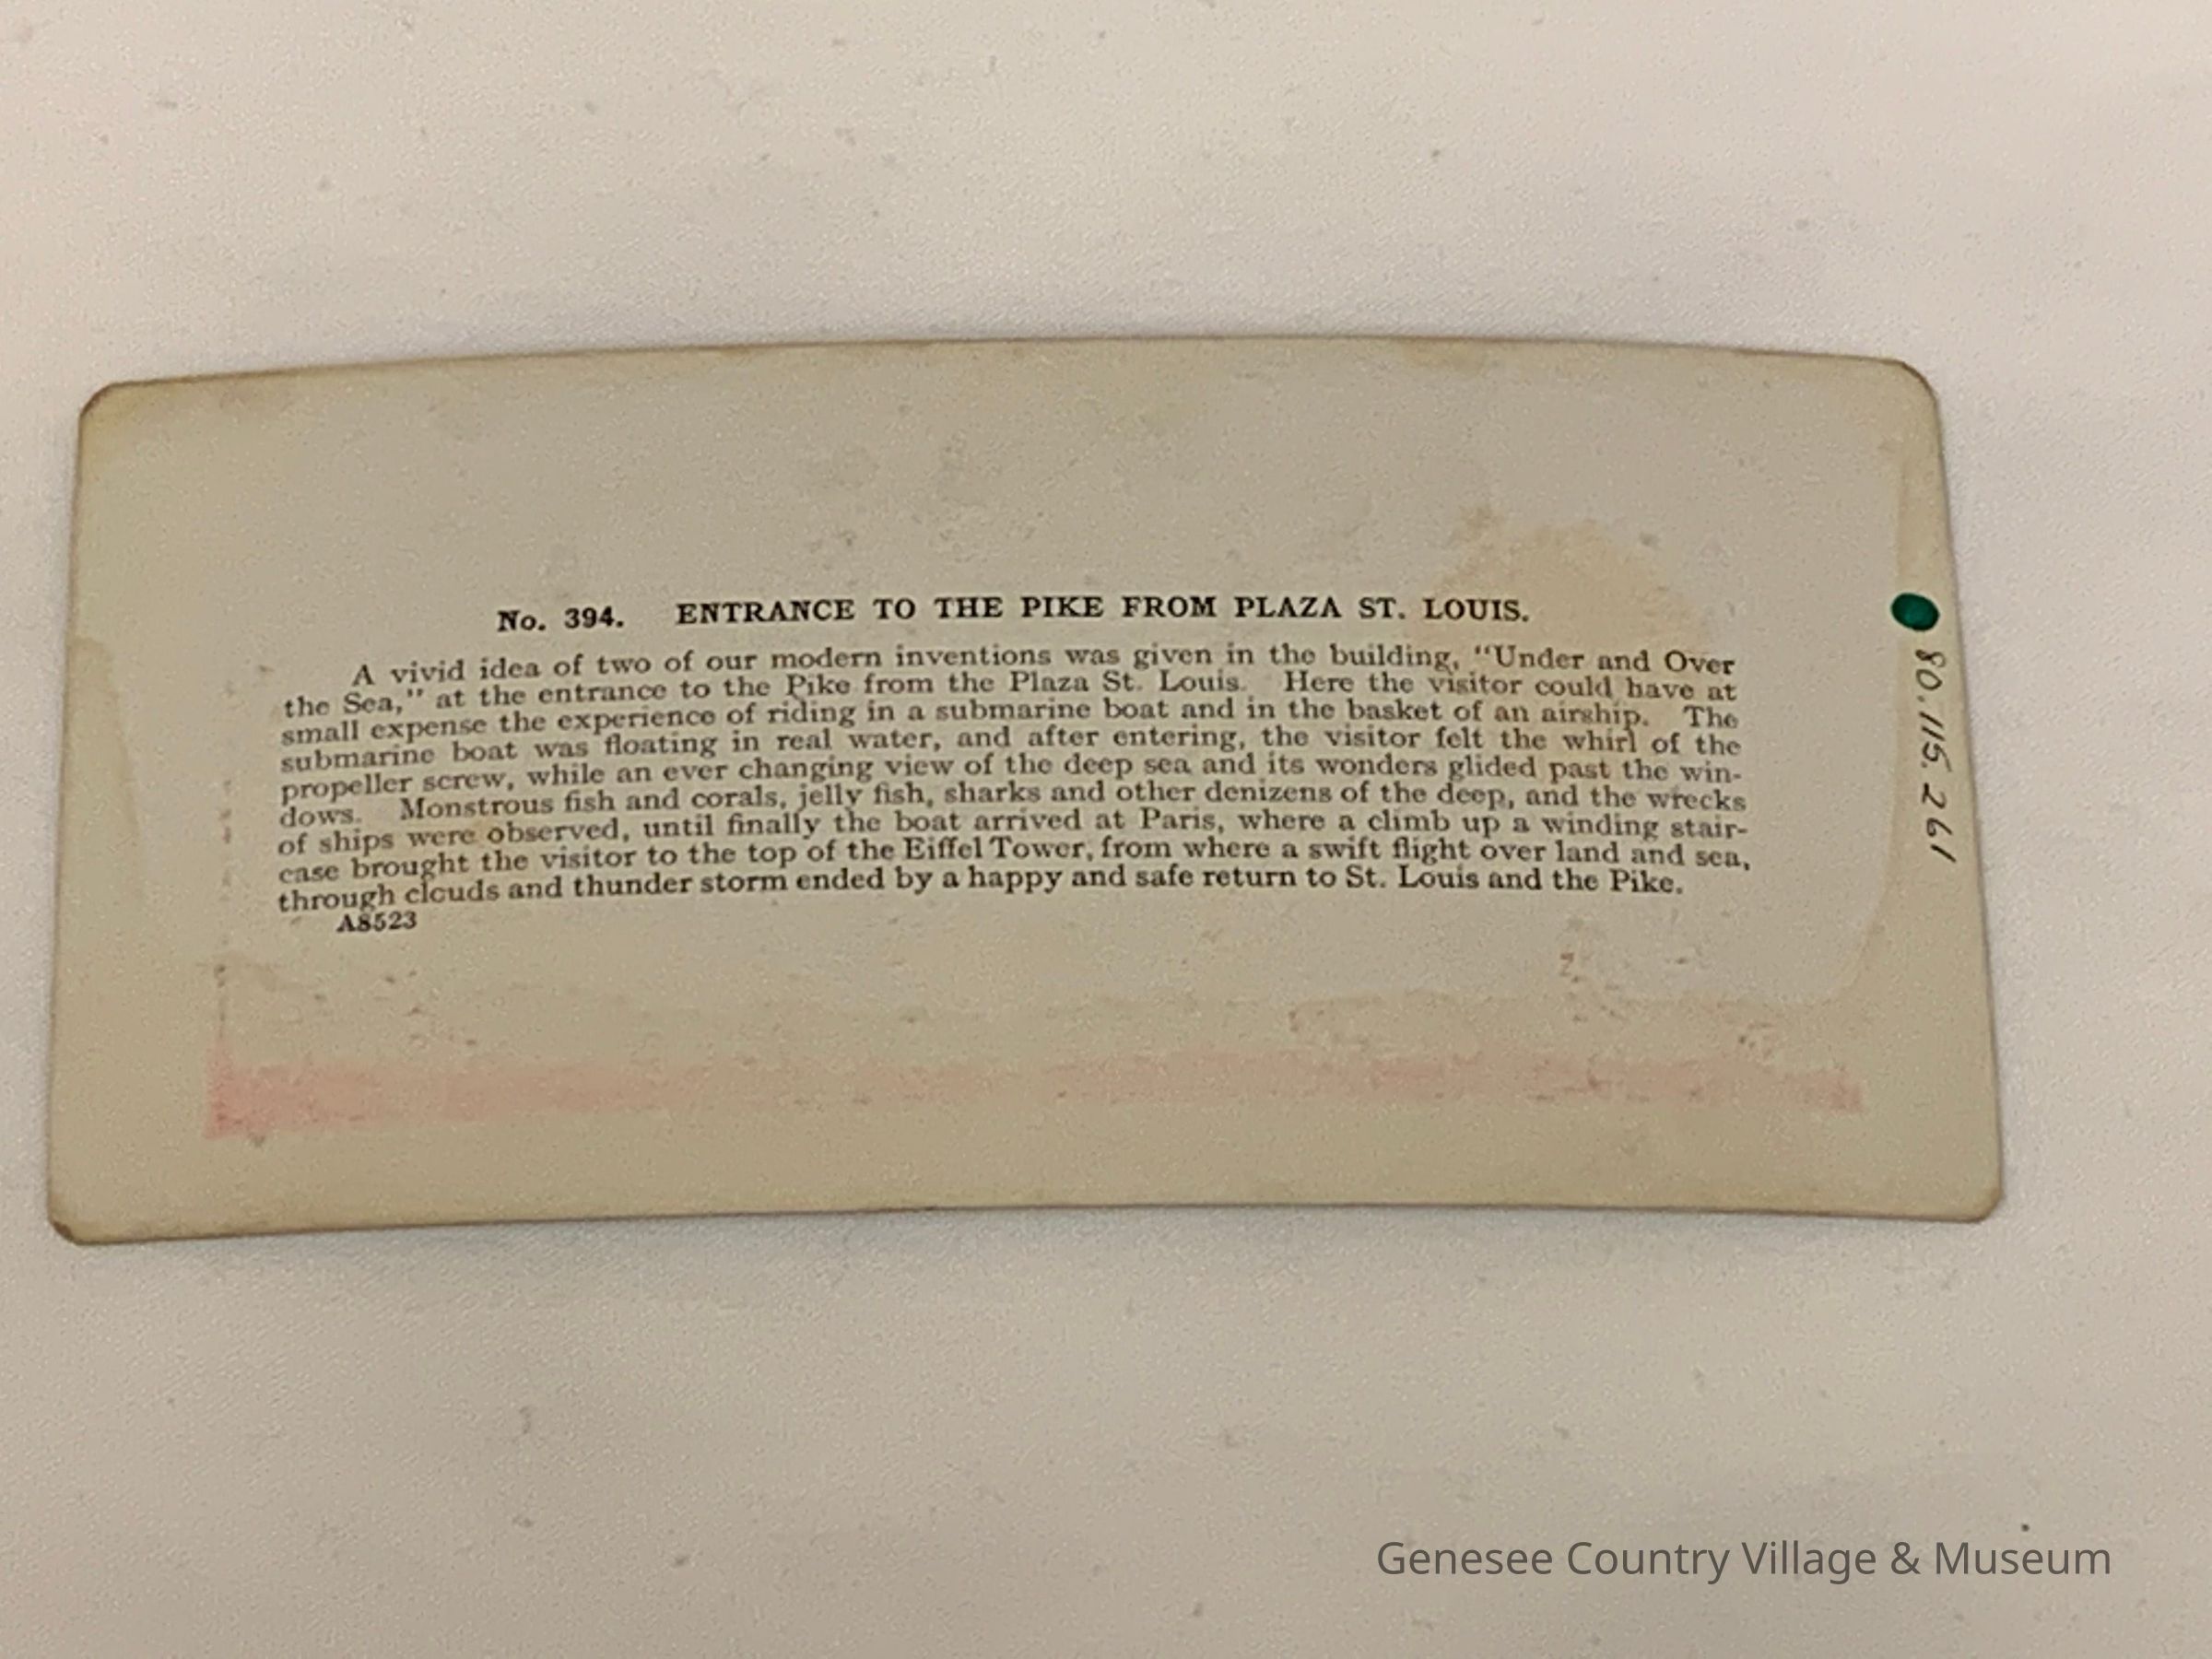 No. 394. ENTRANCE TO THE PIKE FROM PLAZA ST. LOUIS.
A vivid idea of two of our modern inventions was given in the building, "Under and Over
the Sea," at the entrance to the Pike from the Plaza St. Louis. Here the visitor could have at
small expense the experience of riding in a submarine boat and in the basket of an airship. The
submarine boat was floating in real water, and after entering, the visitor felt the whirl of the
propeller screw, while an ever changing view of the deep sea and its wonders glided past the win-
dows. Monstrous fish and corals, jelly fish, sharks and other denizens of the deep, and the wrecks
of ships were observed, until finally the boat arrived at Paris, where a climb up a winding stair-
case brought the visitor to the top of the Eiffel Tower, from where a swift flight over land and sea,
through clouds and thunder storm ended by a happy and safe return to St. Louis and the Pike.
A8523
80.115.261
Genesee Country Village & Museum